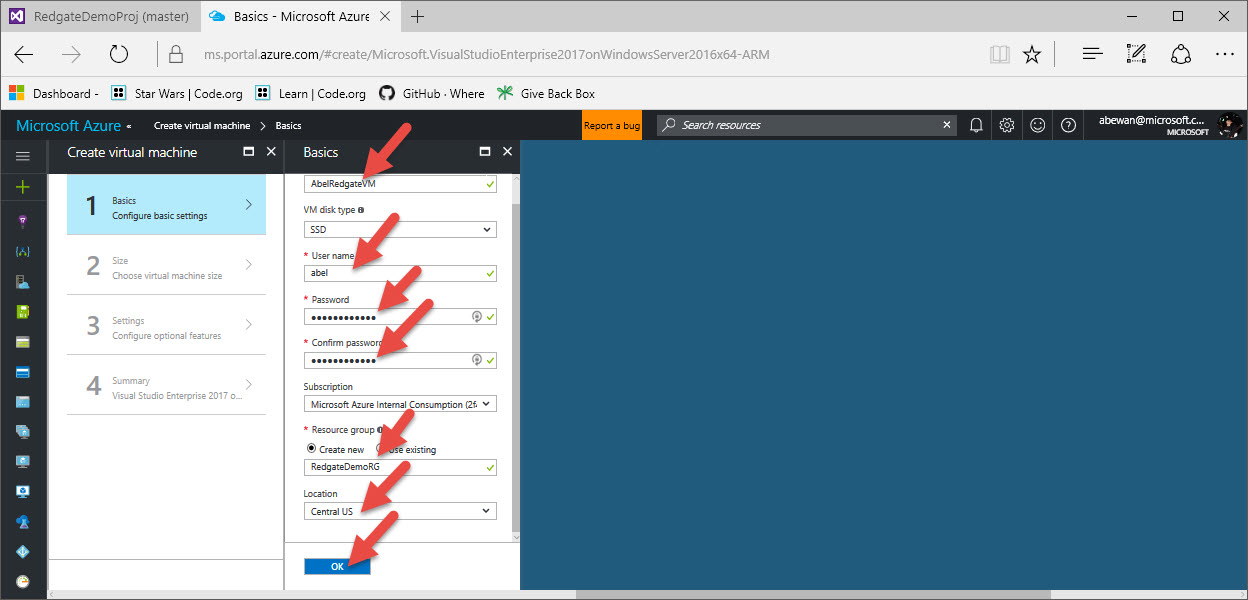 RedgateDemoProj (master)
Basics - Microsoft Azure
ms.portal.azure.com/#create/Microsoft.VisualStudioEnterprise2017onWindowsServer2016x64-ARM
Dashboard -
Star Wars | Code.org
Learn | Code.org
GitHub · Where
Give Back Box
Microsoft Azure
Create virtual machine > Basics
Report a bug
Search resources
abewan@microsoft.c...
MICROSOFT
Create virtual machine
1
Basics
Configure basic settings
2
Size
Choose virtual machine size
3
Settings
Configure optional features
4
Summary
Visual Studio Enterprise 2017 o...
Basics
AbelRedgateVM
VM disk type
SSD
* User name
abel
* Password
●●●●●●●●●●●●
* Confirm password
●●●●●●●●●●●●
Subscription
Microsoft Azure Internal Consumption (2f
* Resource group
Create new
Use existing
RedgateDemoRG
Location
Central US
OK